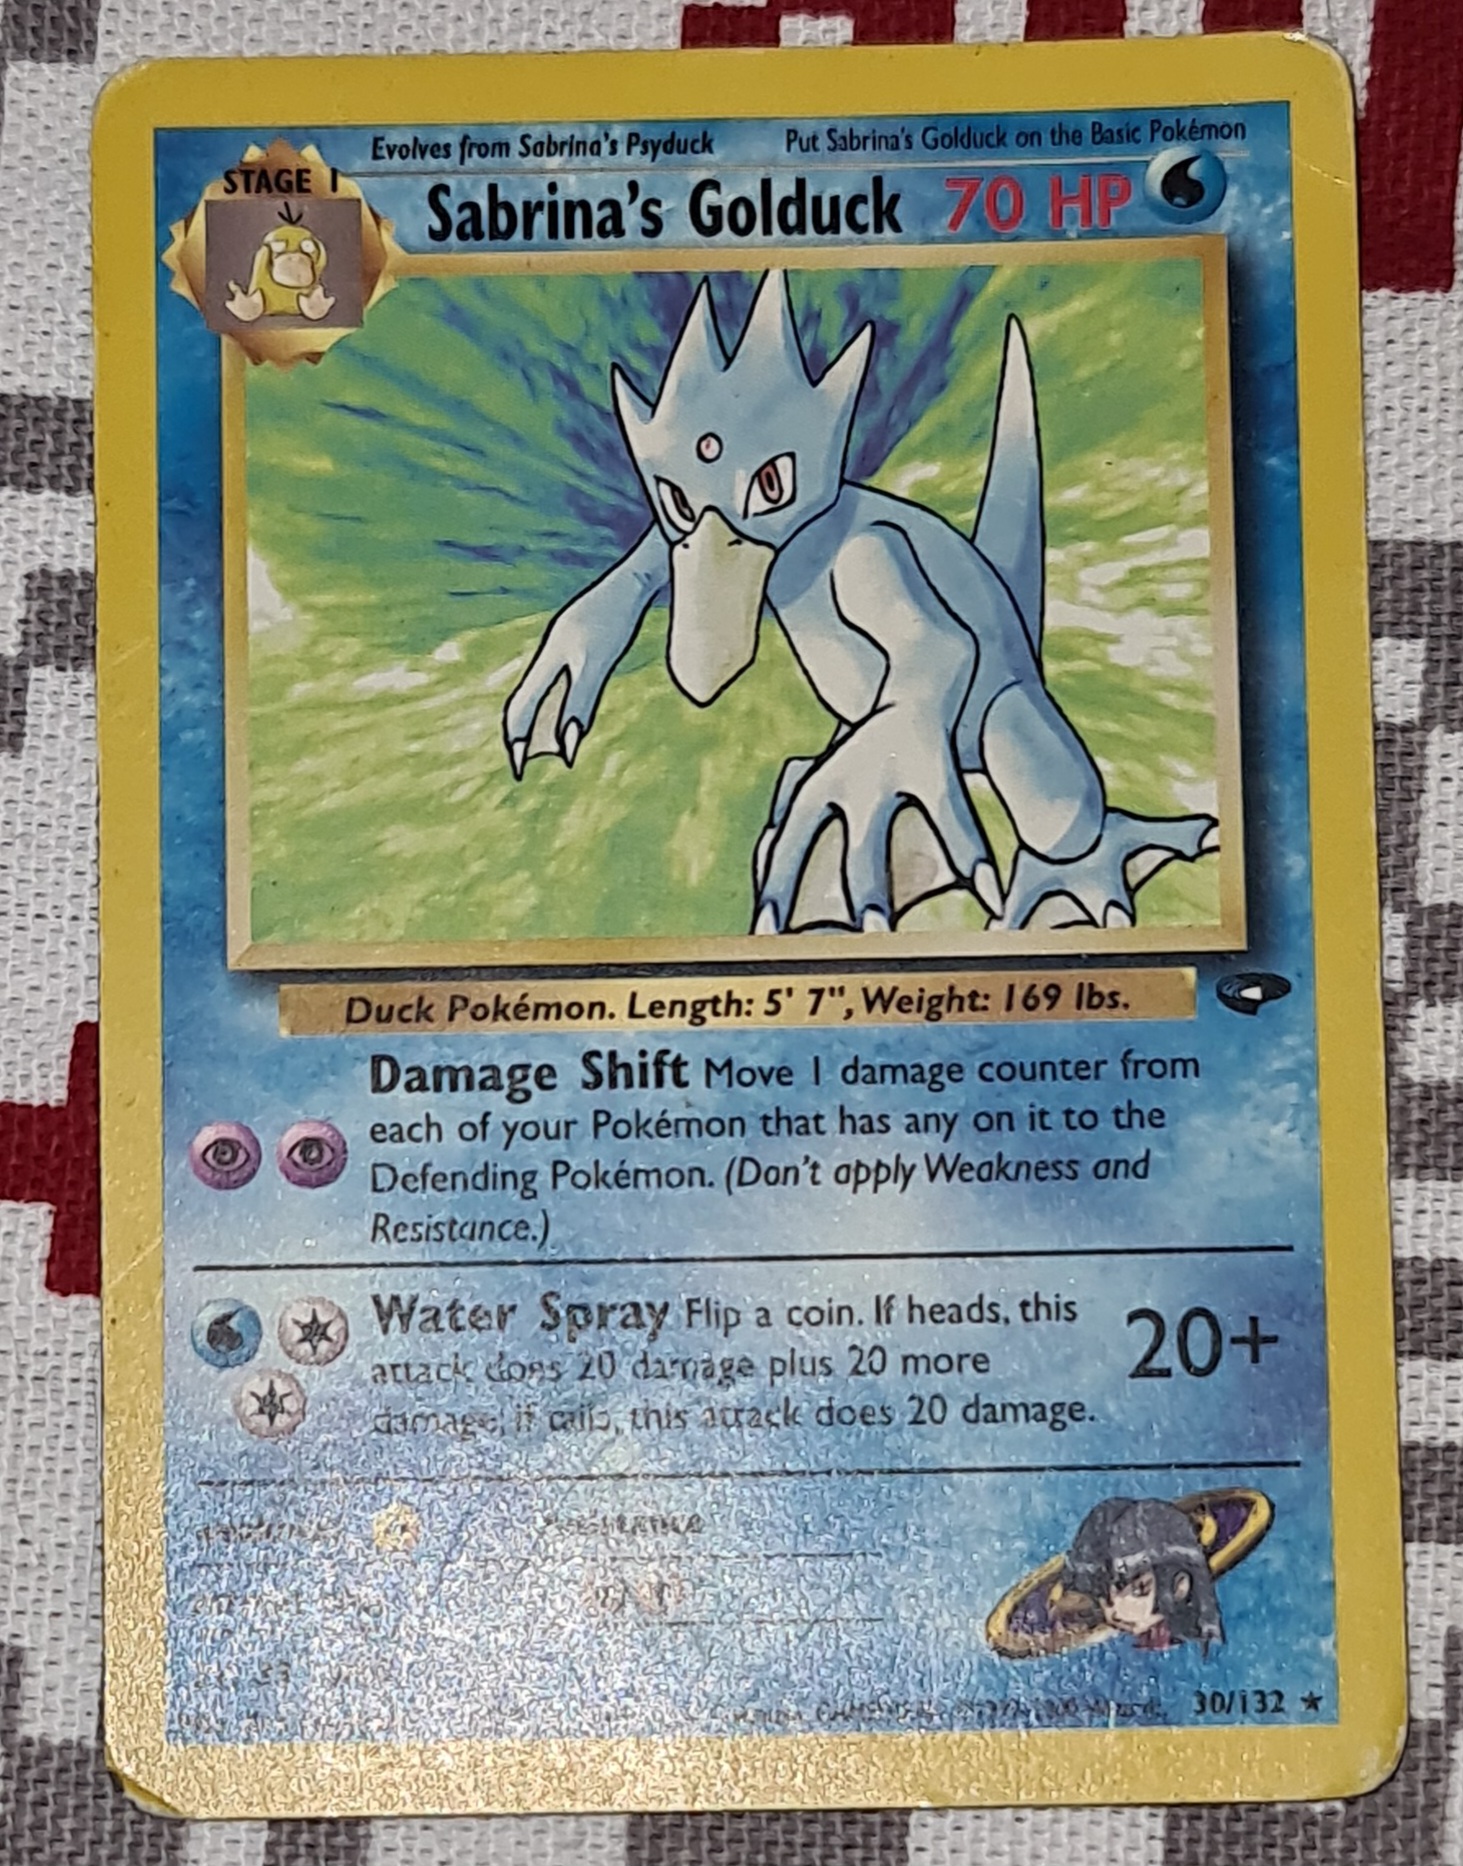 Evolves from Sabrina's Psyduck Put Sabrina's Golduck on the Basic Pokémon
STAGE 1
Sabrina's Golduck 70 HP
Duck Pokémon. Length: 5' 7", Weight: 169 lbs.
Damage Shift Move 1 damage counter from
each of your Pokémon that has any on it to the
Defending Pokémon. (Don't apply Weakness and
Resistance.)
Water Spray Flip a coin. If heads, this
attack does 20 damage plus 20 more
damage; if tails, this attack does 20 damage.
20+
30/132 ★